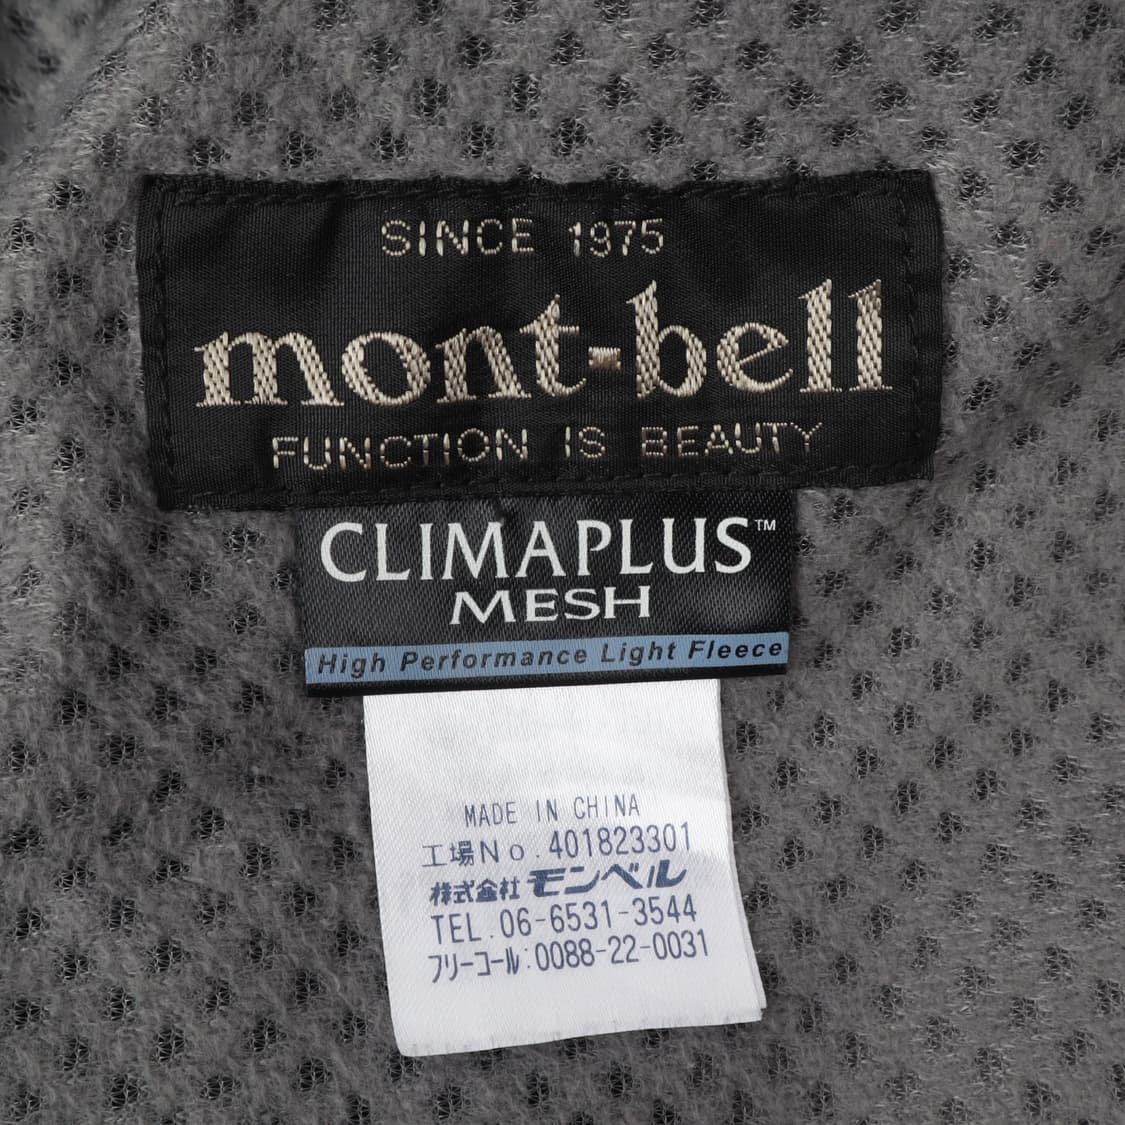 SINCE 1975
mont-bell
FUNCTION IS BEAUTY
CLIMAPLUS™
MESH
High Performance Light Fleece
MADE IN CHINA
工場No.401823301
株式会社モンベル
TEL.06-6531-3544
フリーコール:0088-22-0031